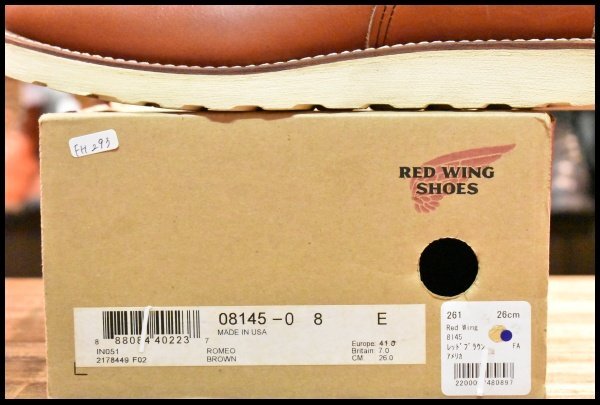 FH 293
RED WING
SHOES
08145-0 8 E
MADE IN USA
8 88084 40223 7
IN051 ROMEO
2178449 F02 BROWN
Europe: 41.0
Britain: 7.0
CM 26.0
261 26cm
Red Wing
8145
レッドブラウン FA
アメリカ